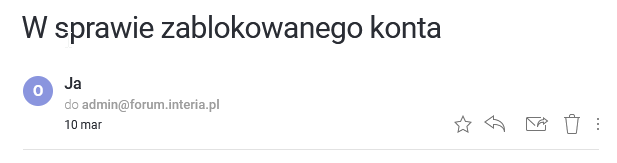 W sprawie zablokowanego konta
O
Ja
do admin@forum.interia.pl
10 mar